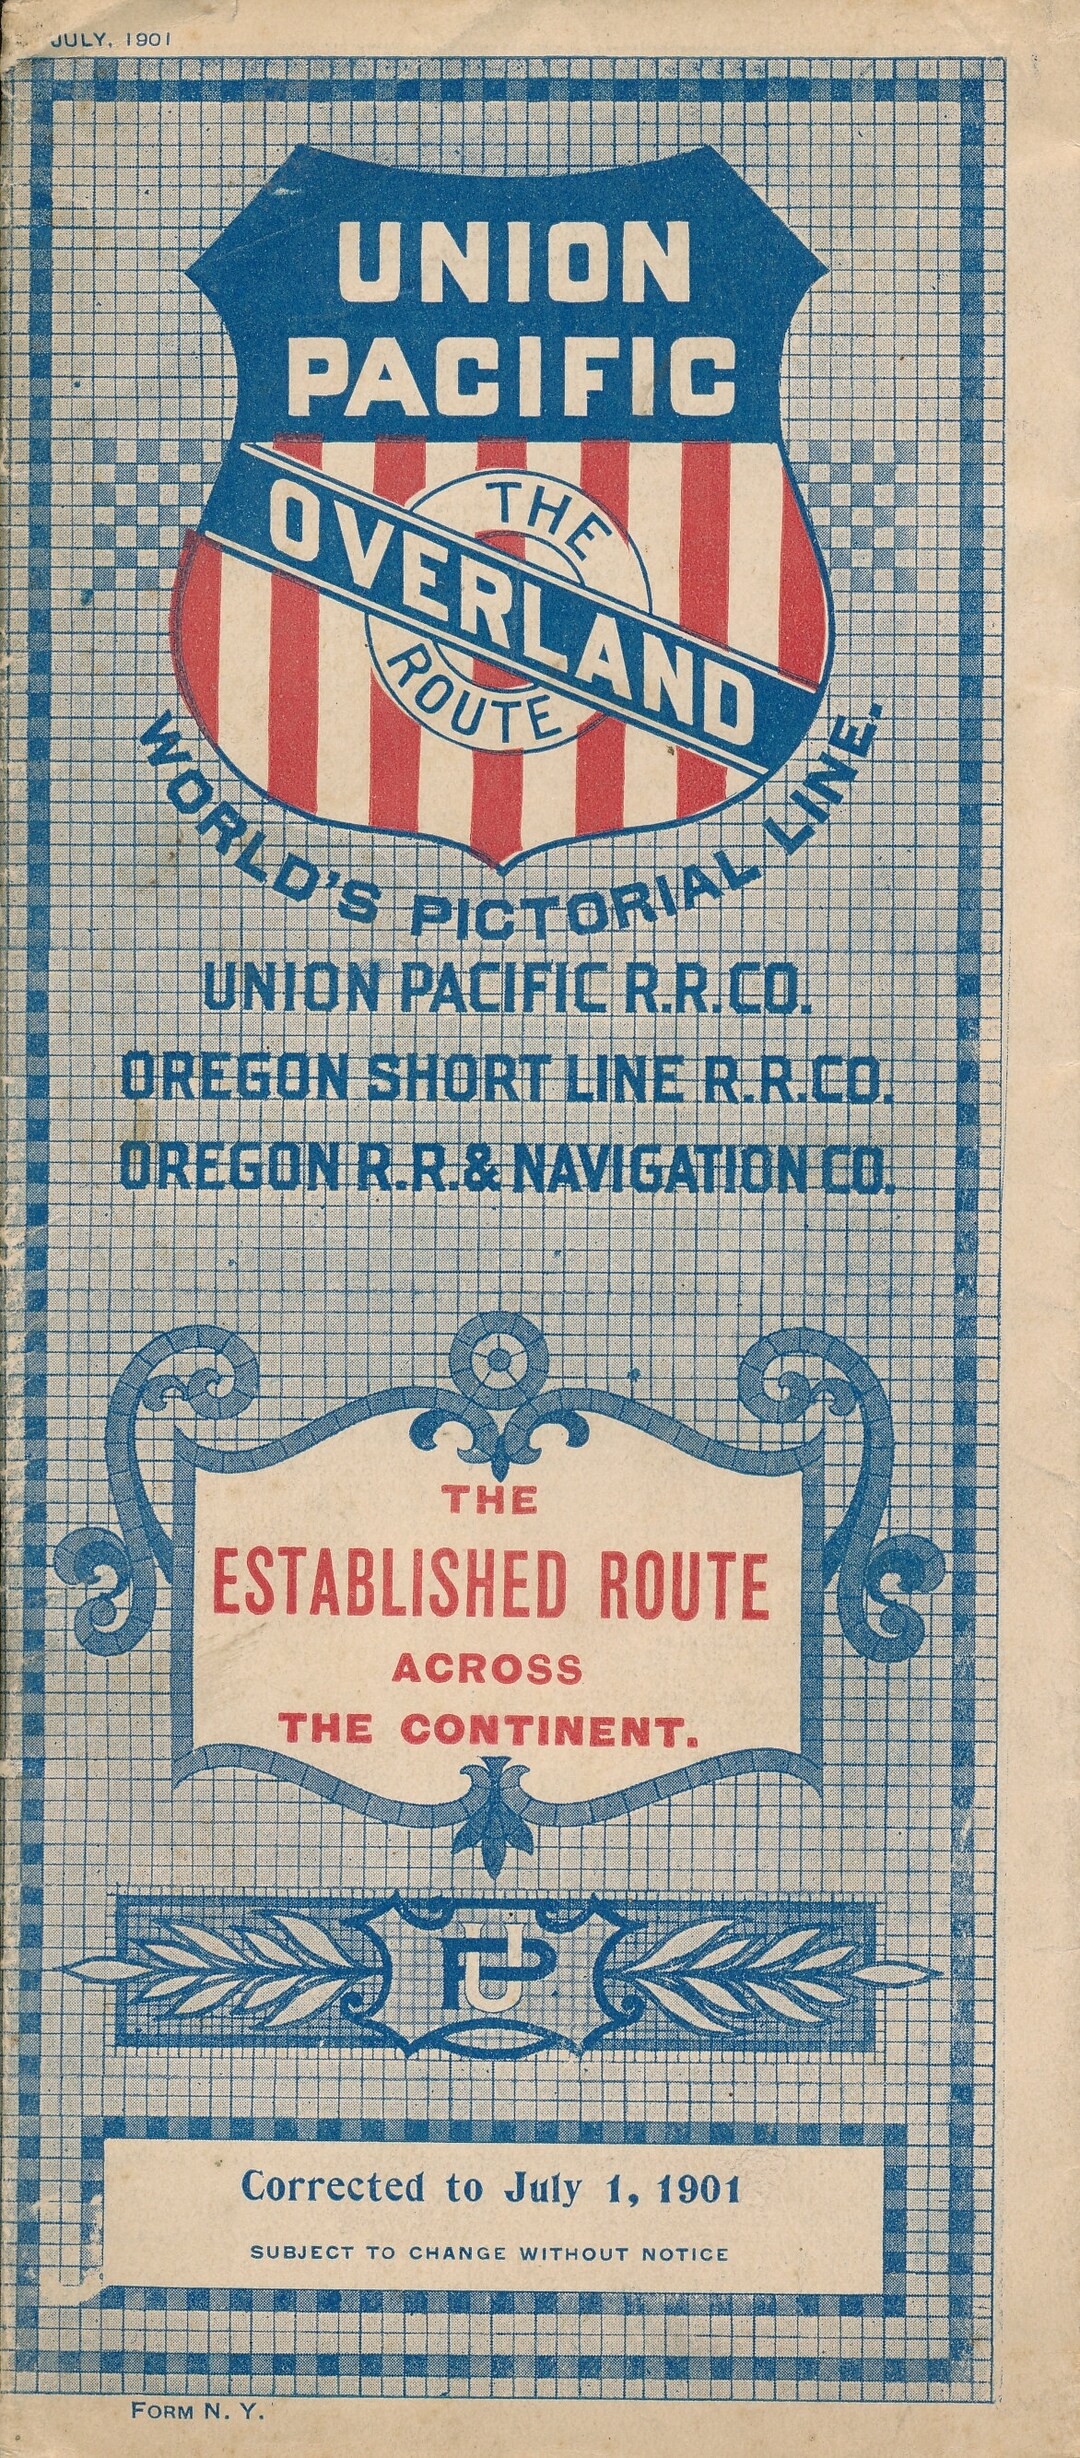 JULY, 1901
UNION
PACIFIC
THE
OVERLAND
ROUTE
WORLD'S PICTORIAL LINE.
UNION PACIFIC R.R.CO.
OREGON SHORT LINE R.R.CO.
OREGON R.R.& NAVIGATION CO.
THE
ESTABLISHED ROUTE
ACROSS
THE CONTINENT.
UP
Corrected to July 1, 1901
SUBJECT TO CHANGE WITHOUT NOTICE
FORM N. Y.